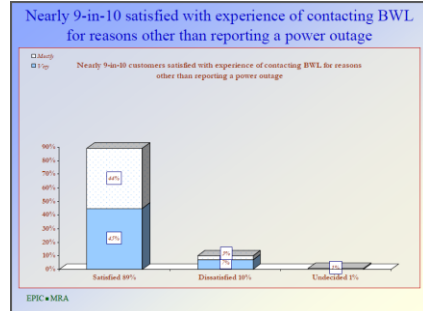 Nearly 9-in-10 satisfied with experience of contacting BWL
for reasons other than reporting a power outage
Very
Nearly 9-in-10 customers satisfied with experience of contacting BWL for reasons
other than reporting a power outage
90%
80%
70%
60%
50%
40%
30%
20%
10%
0%
44%
45%
3%
7%
1%
Satisfied 89%
Dissatisfied 10%
Undecided 1%
EPIC ▪ MRA